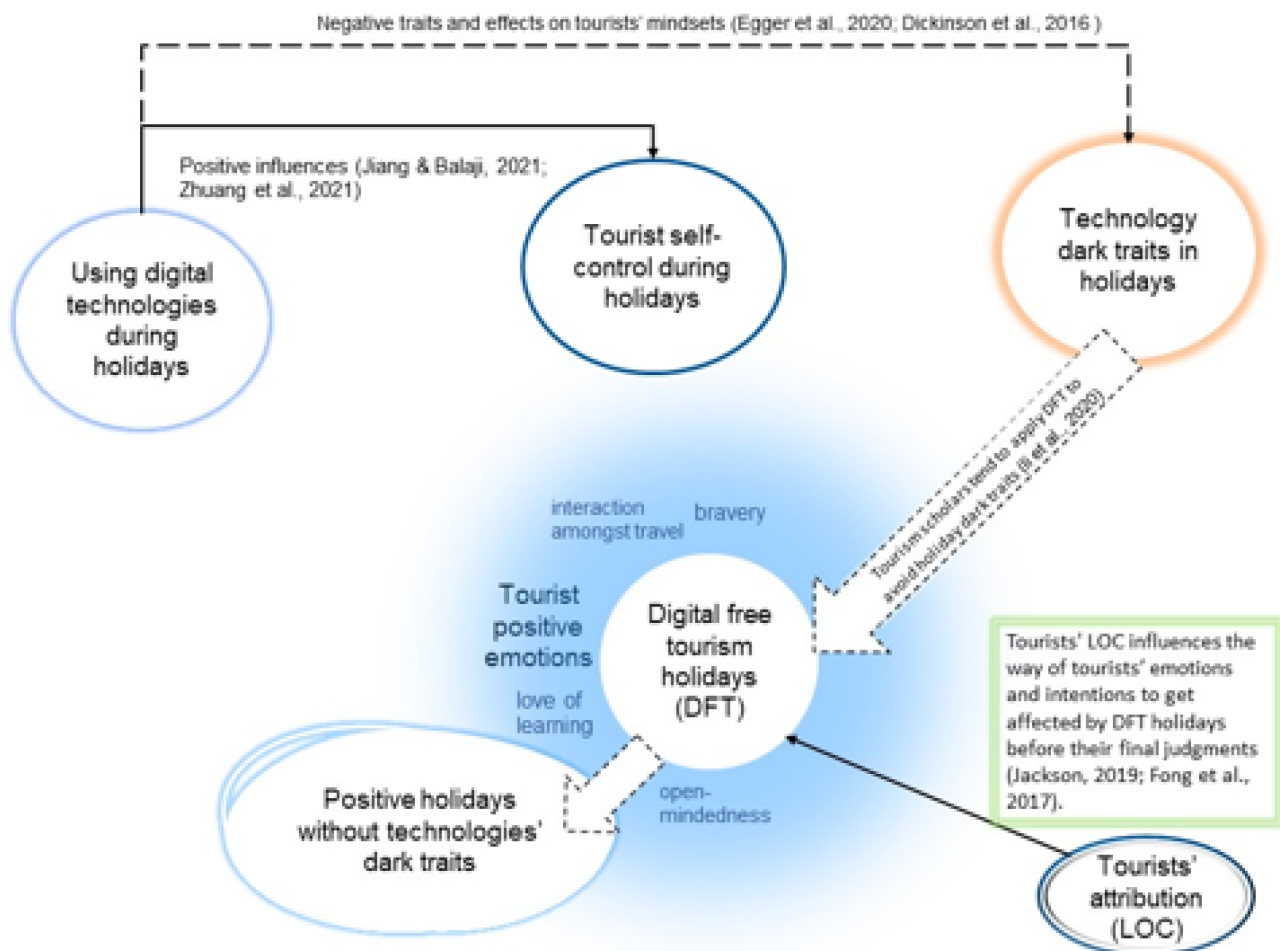 Negative traits and effects on tourists' mindsets (Egger et al., 2020; Dickinson et al., 2016 )
Positive influences (Jiang & Balaji, 2021;
Zhuang et al., 2021)
Using digital
technologies
during
holidays
Tourist self-
control during
holidays
Technology
dark traits in
holidays
Tourism scholars tend to apply DFT to
avoid holiday dark traits (li et al., 2020)
interaction
amongst travel
bravery
Tourist
positive
emotions
love of
learning
Digital free
tourism
holidays
(DFT)
open-
mindedness
Positive holidays
without technologies'
dark traits
Tourists' LOC influences the
way of tourists' emotions
and intentions to get
affected by DFT holidays
before their final judgments
(Jackson, 2019; Fong et al.,
2017).
Tourists'
attribution
(LOC)